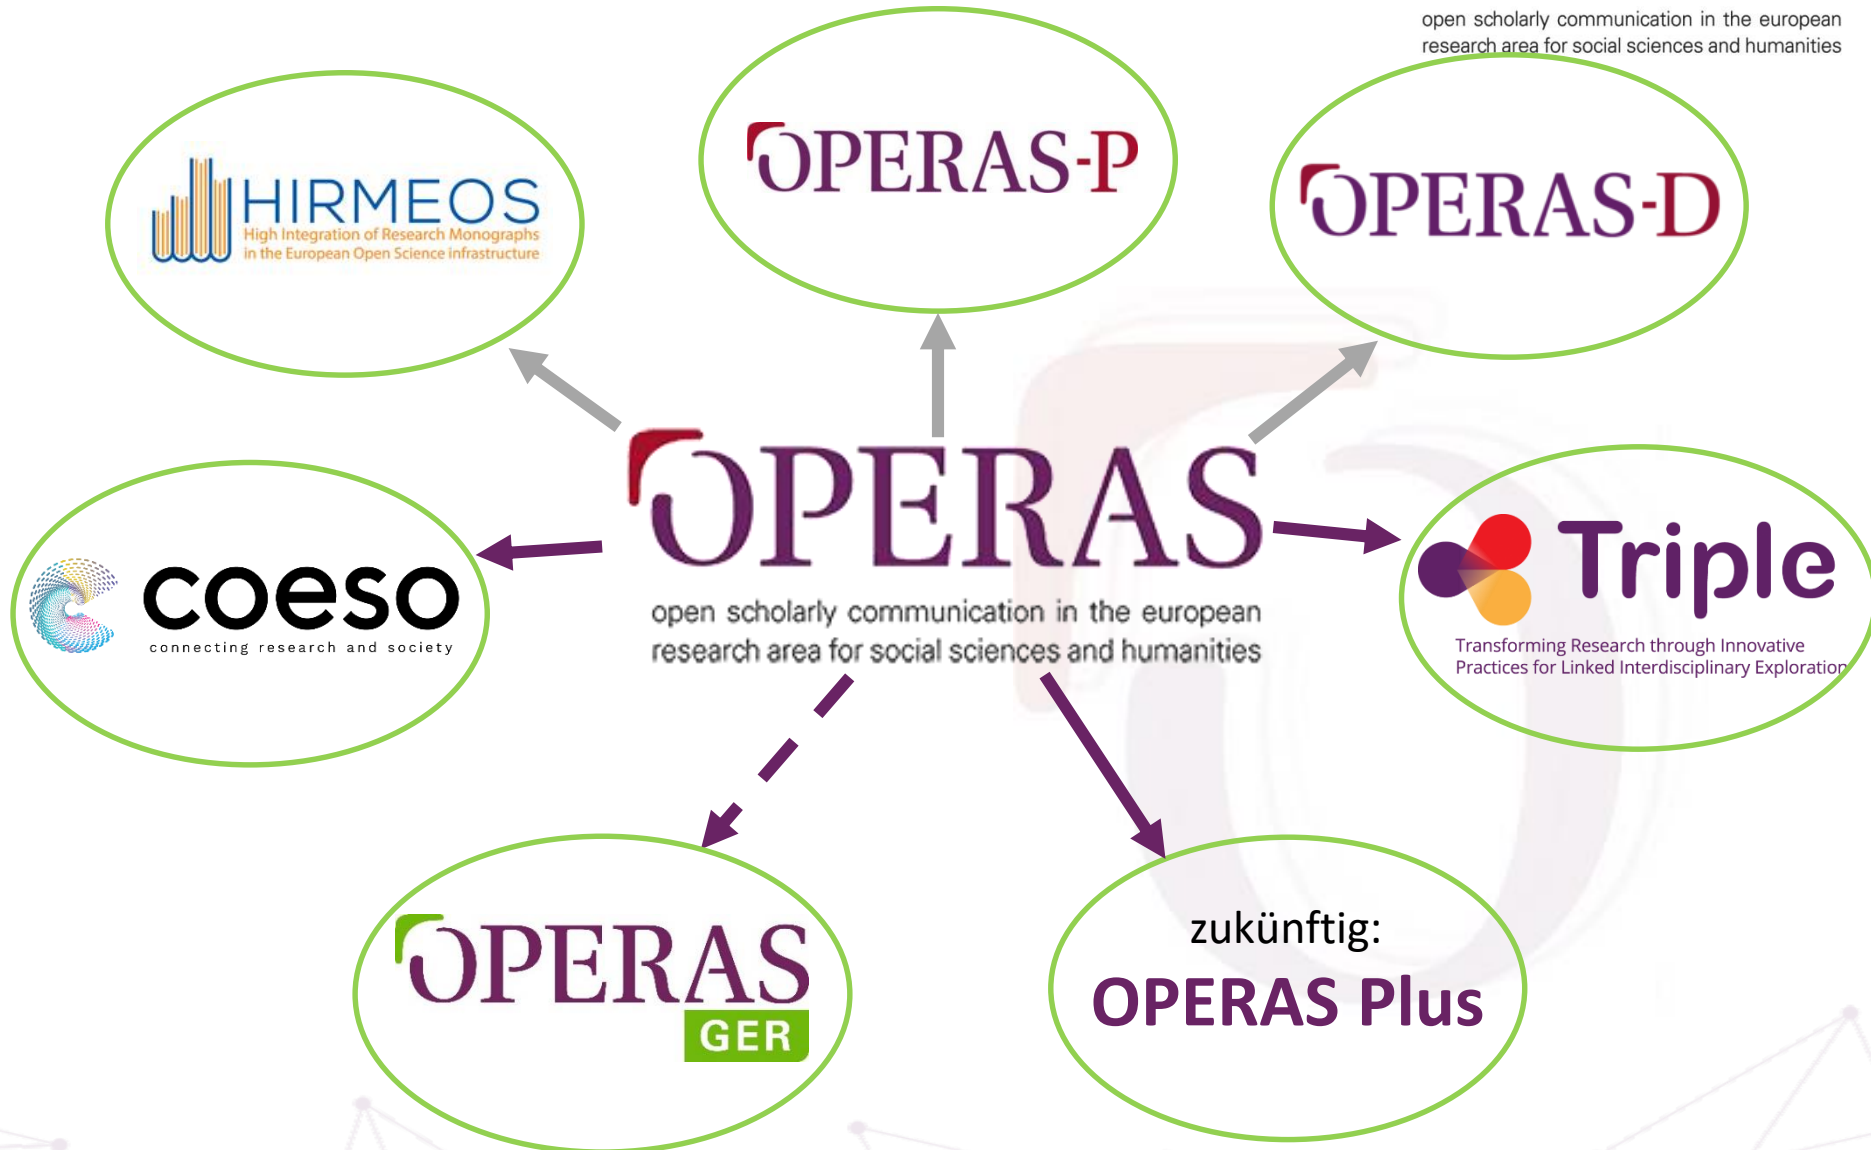 open scholarly communication in the european
research area for social sciences and humanities
HIRMEOS
High Integration of Research Monographs
in the European Open Science infrastructure
OPERAS-P
OPERAS-D
OPERAS
open scholarly communication in the european
research area for social sciences and humanities
coeso
connecting research and society
Triple
Transforming Research through Innovative
Practices for Linked Interdisciplinary Exploration
OPERAS
GER
zukünftig:
OPERAS Plus